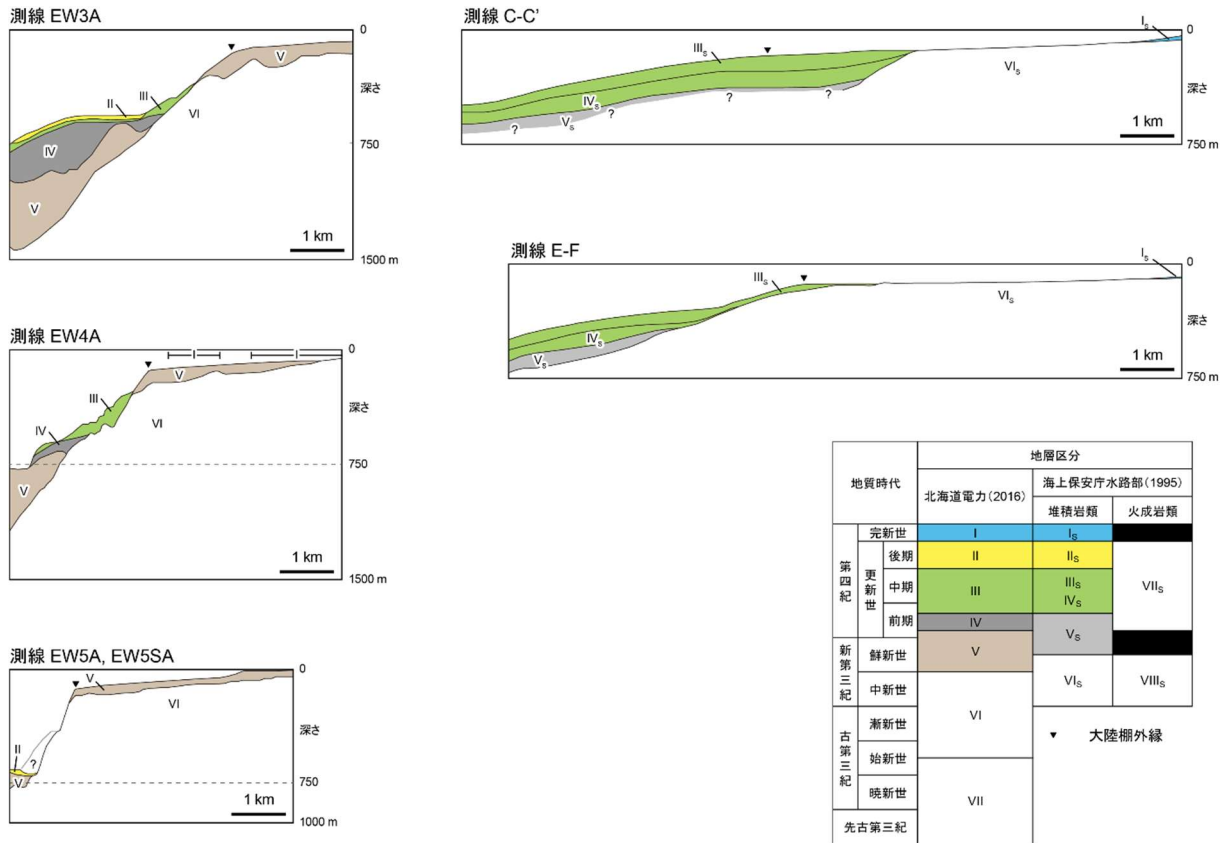 測線 EW3A
0
V
III
II
VI
深さ
IV
750
V
1 km
1500 m
測線 C-C'
0
Is
IIIs
VIs
深さ
IVs
?
?
Vs
?
?
1 km
750 m
測線 E-F
0
Is
IIIs
VIs
深さ
IVs
Vs
1 km
750 m
測線 EW4A
0
I
I
V
深さ
III
VI
IV
750
V
1 km
1500 m
測線 EW5A, EW5SA
0
V
VI
深さ
II
?
V
750
1 km
1000 m
地質時代
地層区分
北海道電力(2016)
海上保安庁水路部(1995)
堆積岩類
火成岩類
第四紀
完新世
I
Is
更新世
後期
II
IIs
中期
III
IIIs
IVs
VIIs
前期
IV
Vs
新第三紀
鮮新世
V
中新世
VI
VIs
VIIIs
古第三紀
漸新世
始新世
暁新世
VII
先古第三紀
▼ 大陸棚外縁